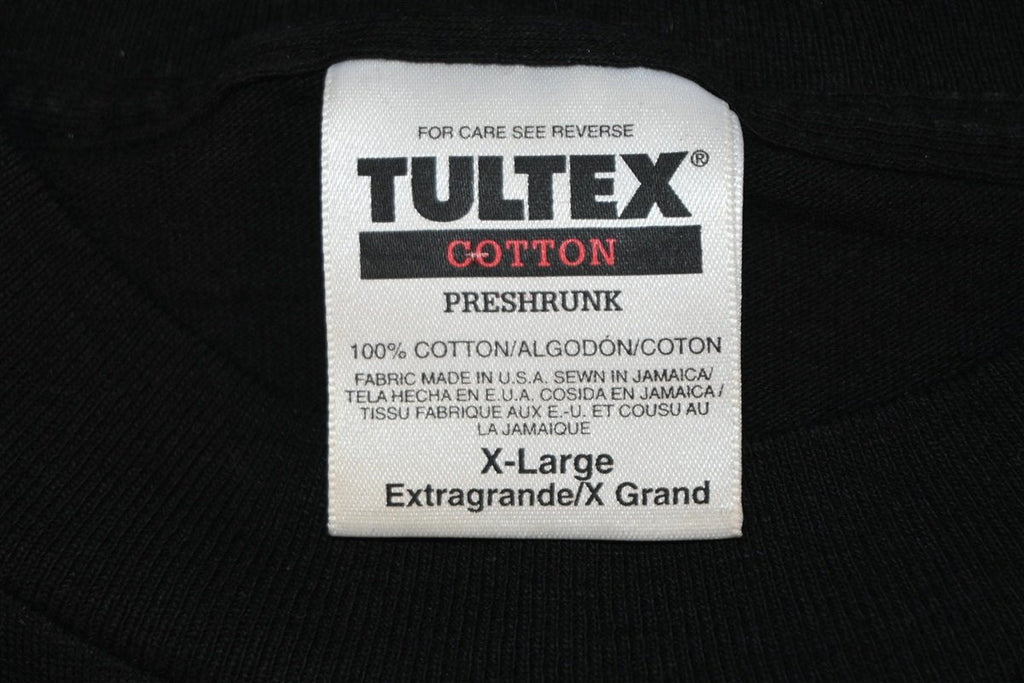 FOR CARE SEE REVERSE
TULTEX®
COTTON
PRESHRUNK
100% COTTON/ALGODÓN/COTON
FABRIC MADE IN U.S.A. SEWN IN JAMAICA/
TELA HECHA EN E.U.A. COSIDA EN JAMAICA/
TISSU FABRIQUE AUX E.-U. ET COUSU AU
LA JAMAIQUE
X-Large
Extragrande/X Grand